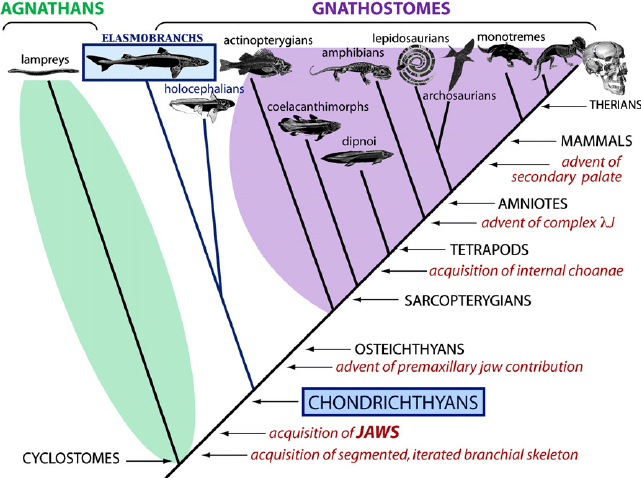 AGNATHANS
GNATHOSTOMES
lampreys
ELASMOBRANCHS
holocephalians
actinopterygians
coelacanthimorphs
dipnoi
amphibians
lepidosaurians
archosaurians
monotremes
THERIANS
MAMMALS
advent of
secondary palate
AMNIOTES
advent of complex λJ
TETRAPODS
acquisition of internal choanae
SARCOPTERYGIANS
OSTEICHTHYANS
advent of premaxillary jaw contribution
CHONDRICHTHYANS
acquisition of JAWS
CYCLOSTOMES
acquisition of segmented, iterated branchial skeleton